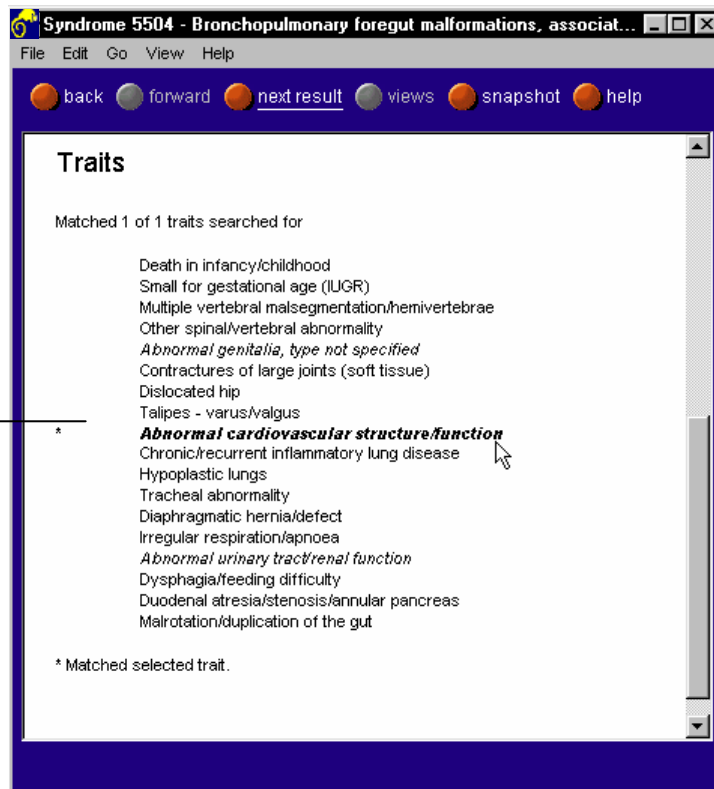 Syndrome 5504 - Bronchopulmonary foregut malformations, associat...
File Edit Go View Help
back forward next result views snapshot help
Traits
Matched 1 of 1 traits searched for
Death in infancy/childhood
Small for gestational age (IUGR)
Multiple vertebral malsegmentation/hemivertebrae
Other spinal/vertebral abnormality
Abnormal genitalia, type not specified
Contractures of large joints (soft tissue)
Dislocated hip
Talipes - varus/valgus
* Abnormal cardiovascular structure/function
Chronic/recurrent inflammatory lung disease
Hypoplastic lungs
Tracheal abnormality
Diaphragmatic hernia/defect
Irregular respiration/apnoea
Abnormal urinary tract/renal function
Dysphagia/feeding difficulty
Duodenal atresia/stenosis/annular pancreas
Malrotation/duplication of the gut
* Matched selected trait.